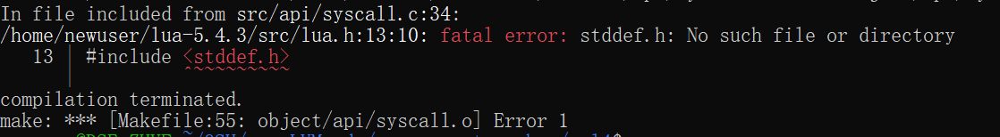 In file included from src/api/syscall.c:34:
/home/newuser/lua-5.4.3/src/lua.h:13:10: fatal error: stddef.h: No such file or directory
13 | #include <stddef.h>
| ^~~~~~~~~~
compilation terminated.
make: *** [Makefile:55: object/api/syscall.o] Error 1